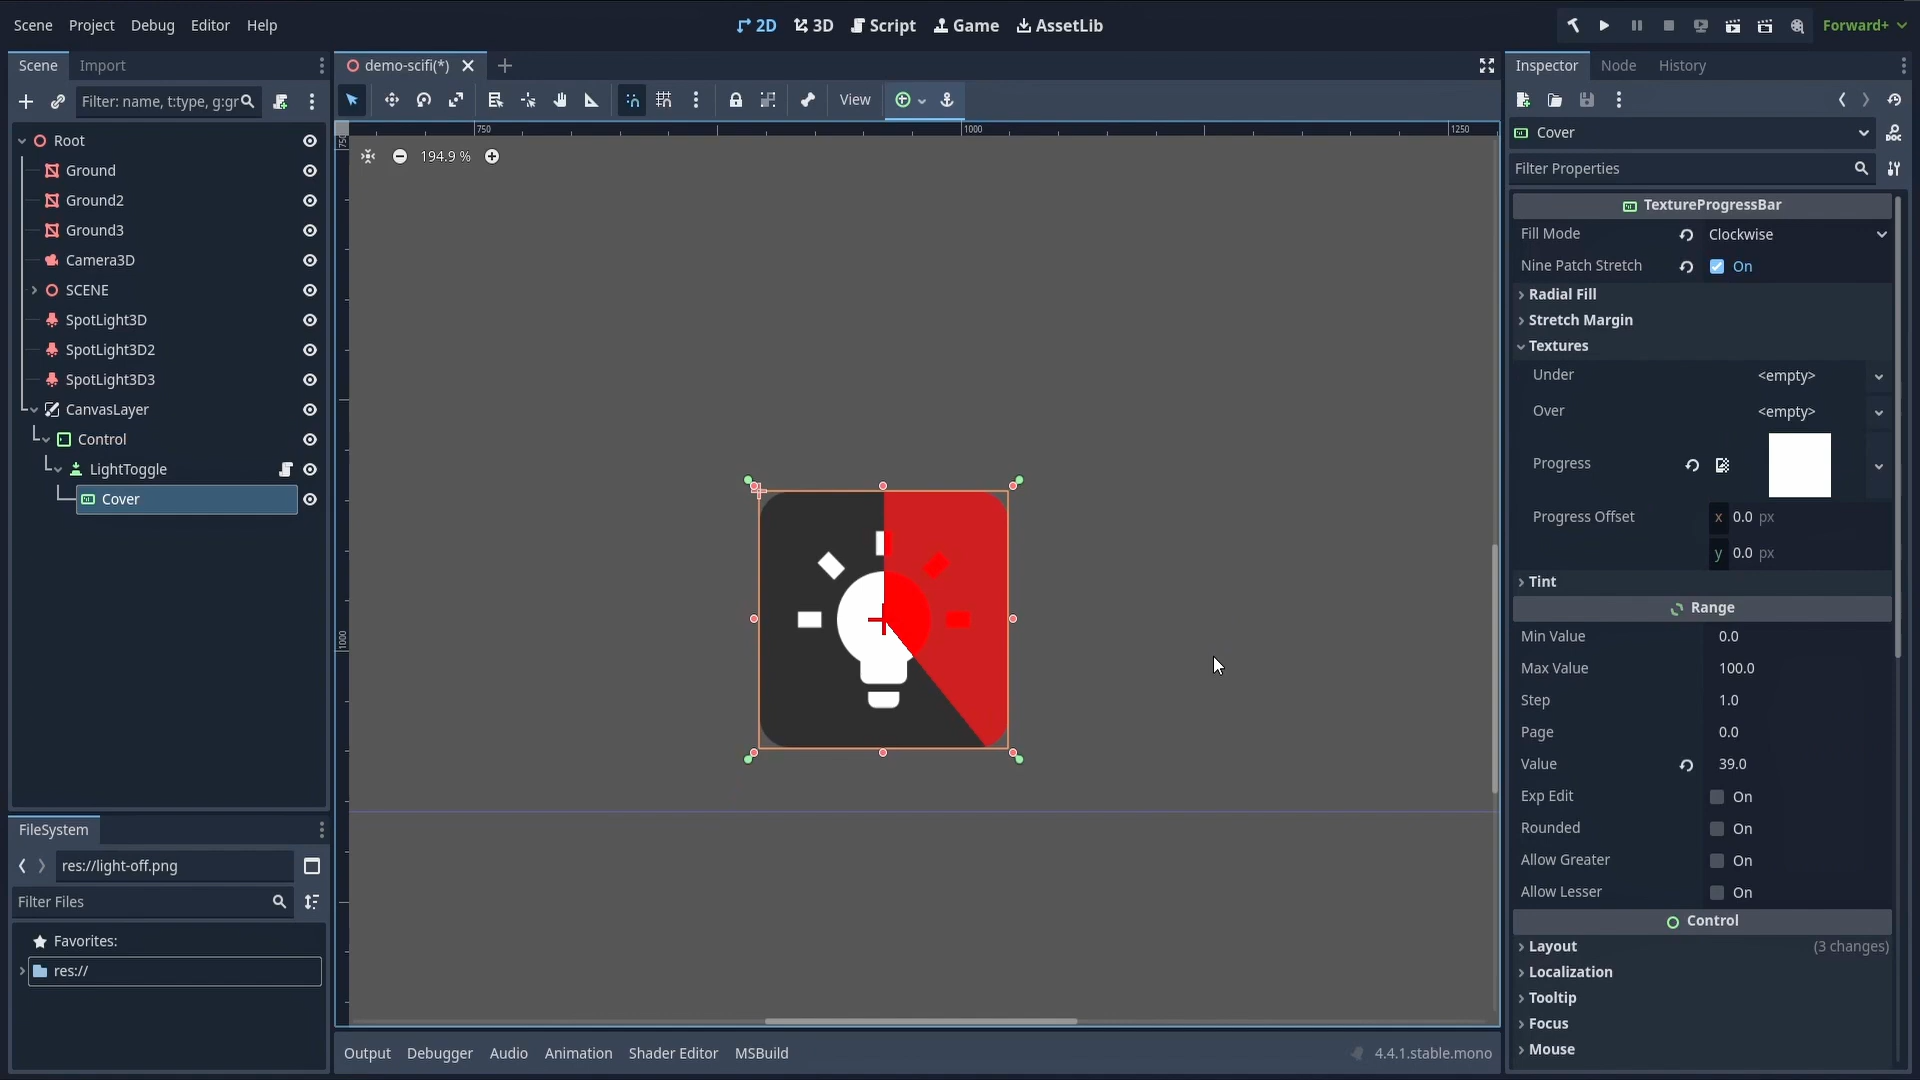 Scene Project Debug Editor Help
2D 3D Script Game AssetLib
Forward+
Scene Import
Filter: name, t:type, g:gr
Root
Ground
Ground2
Ground3
Camera3D
SCENE
SpotLight3D
SpotLight3D2
SpotLight3D3
CanvasLayer
Control
LightToggle
Cover
FileSystem
res://light-off.png
Filter Files
Favorites:
res://
demo-scifi(*)
View
750 1000 1250
750
1000
194.9 %
Output Debugger Audio Animation Shader Editor MSBuild
4.4.1.stable.mono
Inspector Node History
Cover
Filter Properties
TextureProgressBar
Fill Mode Clockwise
Nine Patch Stretch On
Radial Fill
Stretch Margin
Textures
Under <empty>
Over <empty>
Progress
Progress Offset x 0.0 px
y 0.0 px
Tint
Range
Min Value 0.0
Max Value 100.0
Step 1.0
Page 0.0
Value 39.0
Exp Edit On
Rounded On
Allow Greater On
Allow Lesser On
Control
Layout (3 changes)
Localization
Tooltip
Focus
Mouse